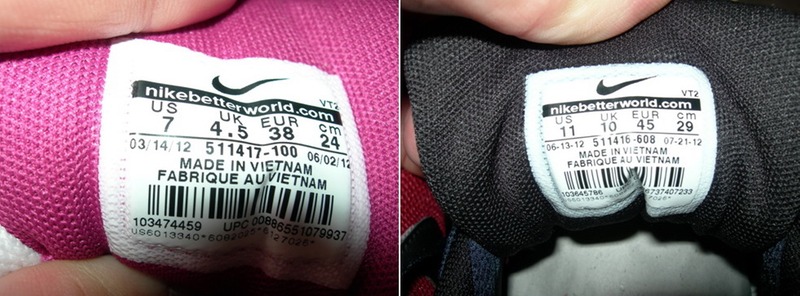 VT2
nikebetterworld.com
US UK EUR cm
7 4.5 38 24
03/14/12 511417-100 06/02/12
MADE IN VIETNAM
FABRIQUE AU VIETNAM
103474459 UPC 00886551079937
VT2
nikebetterworld.com
US UK EUR cm
11 10 45 29
06-13-12 511416-608 07-21-12
MADE IN VIETNAM
FABRIQUE AU VIETNAM
103645786